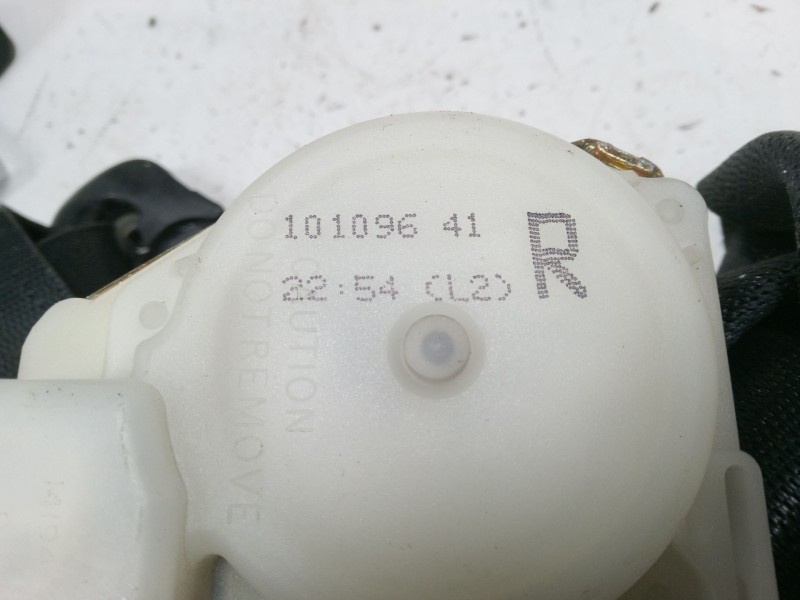 101096 41
22:54 (L2)
R
CAUTION
DO NOT REMOVE